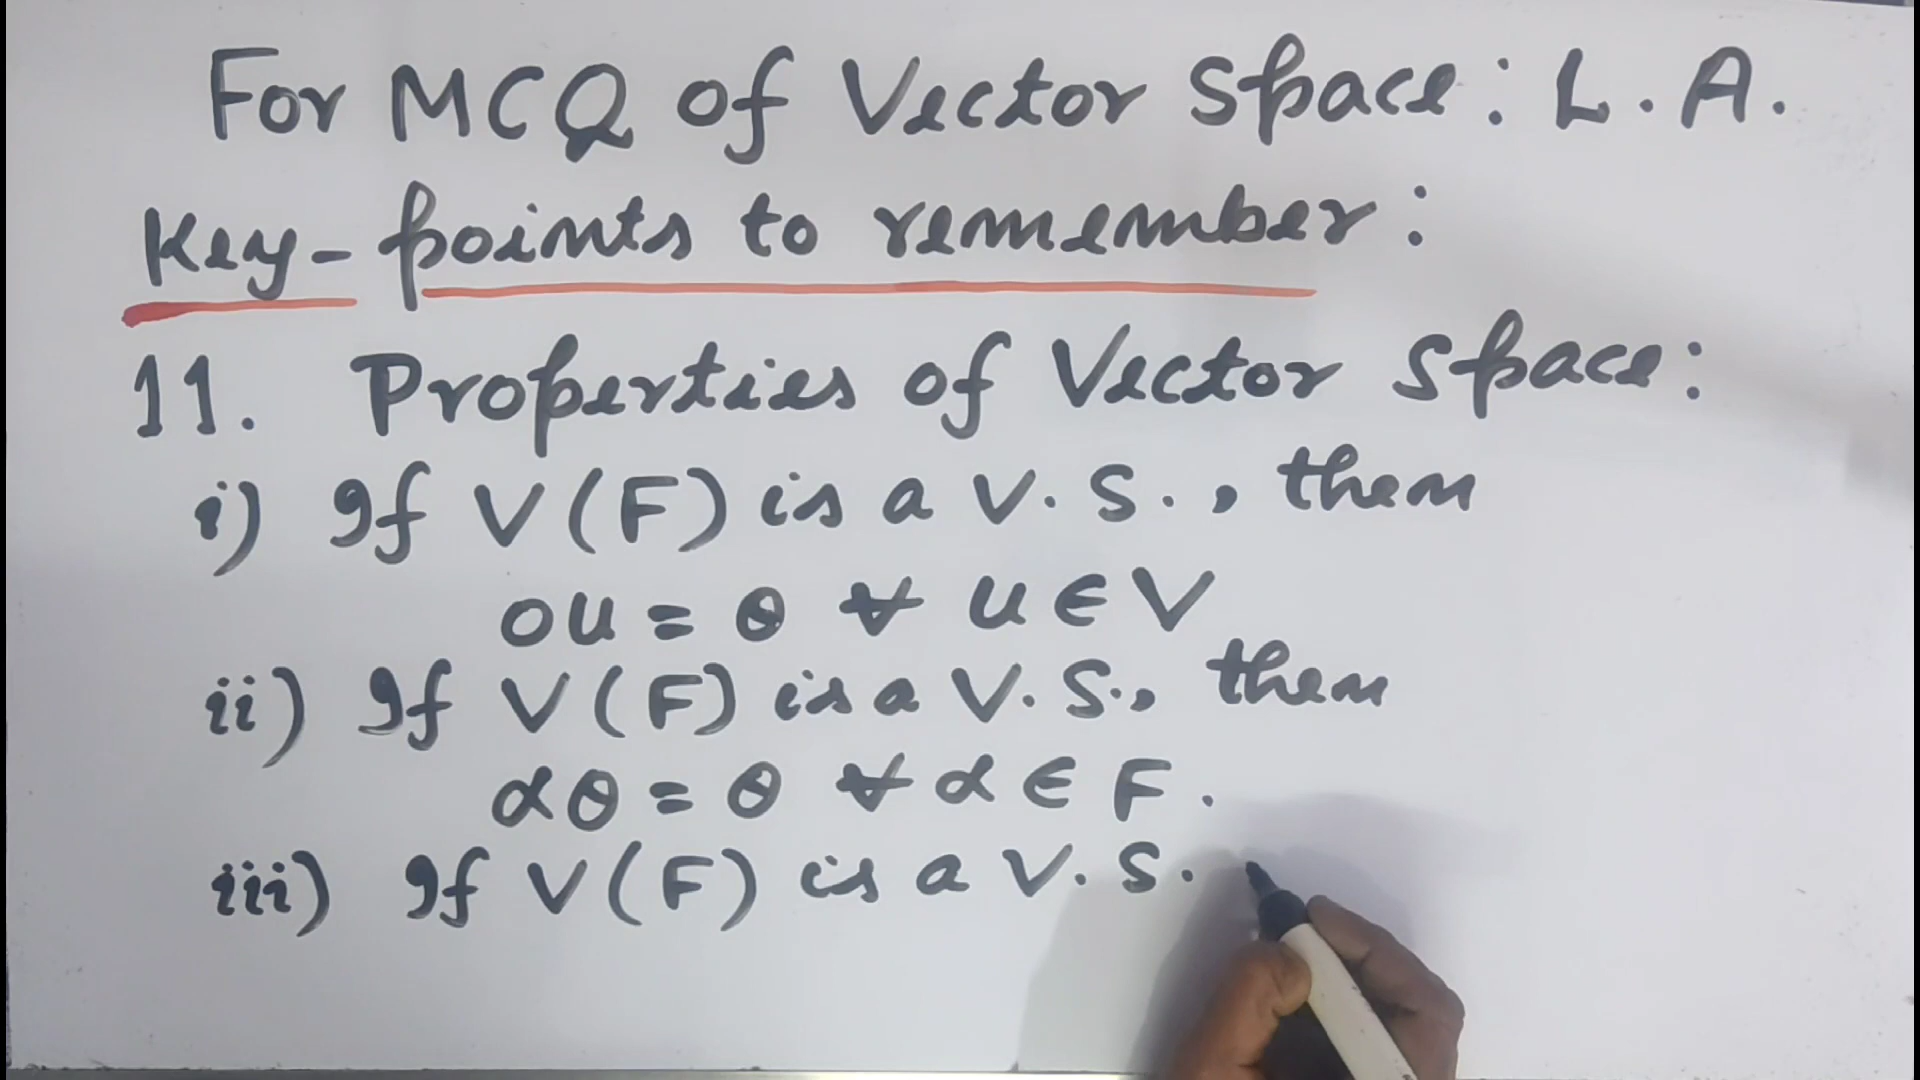 For MCQ of Vector Space: L.A.
Key-points to remember:
11. Properties of Vector Space:
i) If V(F) is a V.S., then
0u = θ ∀ u ∈ V
ii) If V(F) is a V.S., then
αθ = θ ∀ α ∈ F.
iii) If V(F) is a V.S.